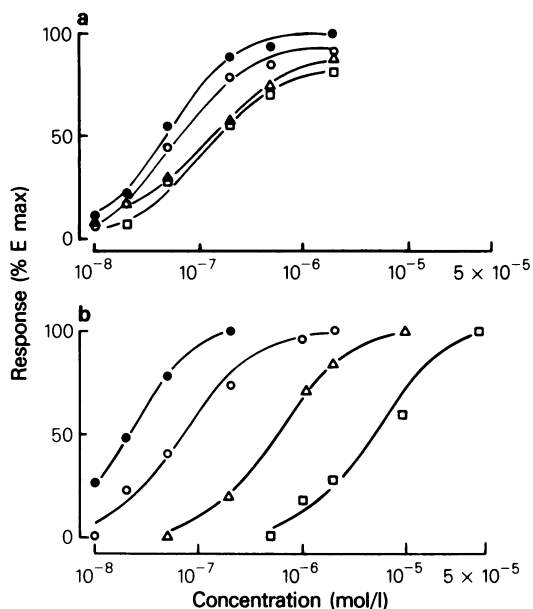 a
100
50
0
10⁻⁸ 10⁻⁷ 10⁻⁶ 10⁻⁵ 5 × 10⁻⁵
Response (% E max)
b
100
50
0
10⁻⁸ 10⁻⁷ 10⁻⁶ 10⁻⁵ 5 × 10⁻⁵
Concentration (mol/l)